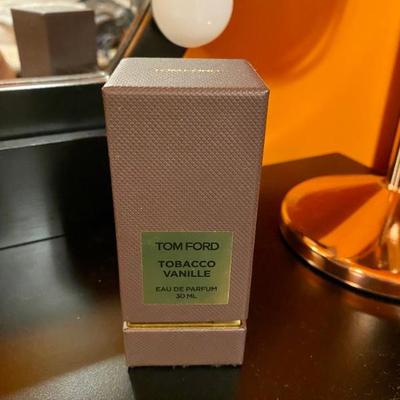 TOM FORD
TOM FORD
TOBACCO
VANILLE
EAU DE PARFUM
30 ML